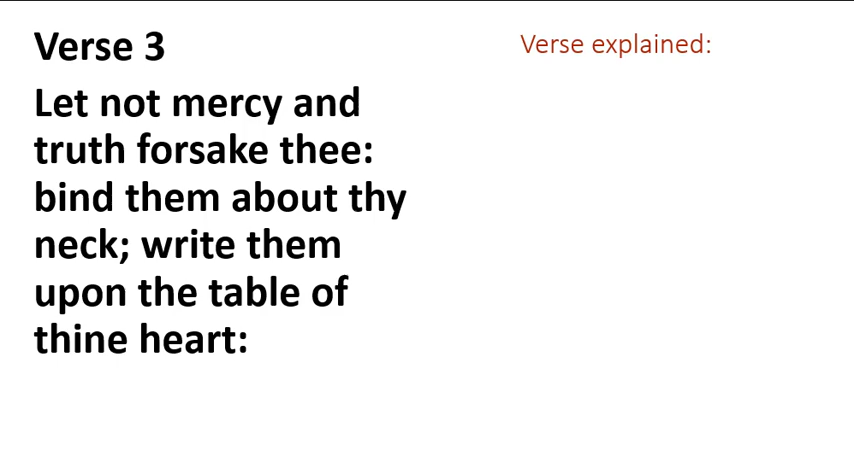 Verse 3
Let not mercy and
truth forsake thee:
bind them about thy
neck; write them
upon the table of
thine heart:
Verse explained: